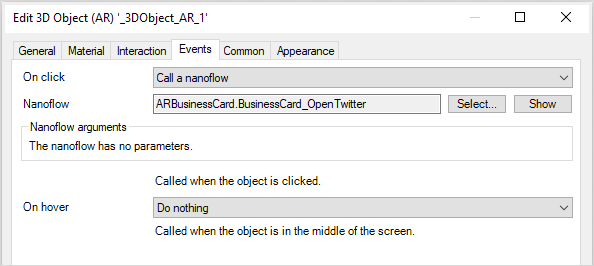 Edit 3D Object (AR) '_3DObject_AR_1'
General Material Interaction Events Common Appearance
On click Call a nanoflow
Nanoflow ARBusinessCard.BusinessCard_OpenTwitter Select... Show
Nanoflow arguments
The nanoflow has no parameters.
Called when the object is clicked.
On hover Do nothing
Called when the object is in the middle of the screen.